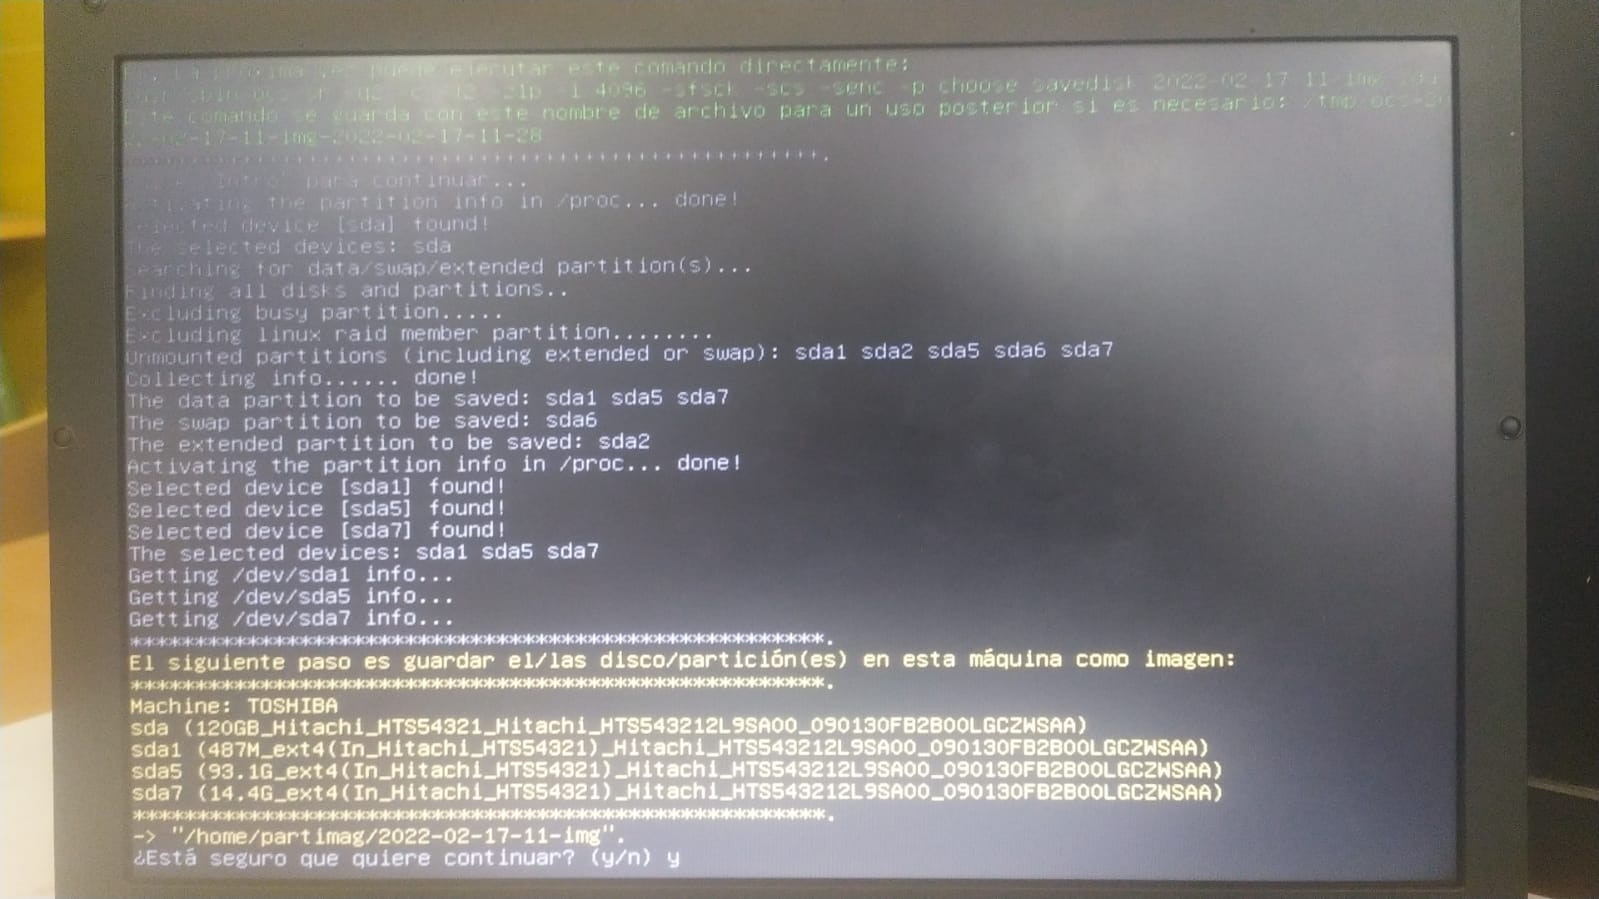 La próxima vez puede ejecutar este comando directamente:
-z1p -i 4096 -sfsck -scs -senc -p choose savedisk 2022-02-17-11-img sda
Este comando se guarda con este nombre de archivo para un uso posterior si es necesario: /tmp/ocs-2022
-02-17-11-img-2022-02-17-11-28
"Intro" para continuar...
Activating the partition info in /proc... done!
Selected device [sda] found!
The selected devices: sda
Searching for data/swap/extended partition(s)...
Finding all disks and partitions..
Excluding busy partition.....
Excluding linux raid member partition........
Unmounted partitions (including extended or swap): sda1 sda2 sda5 sda6 sda7
Collecting info...... done!
The data partition to be saved: sda1 sda5 sda7
The swap partition to be saved: sda6
The extended partition to be saved: sda2
Activating the partition info in /proc... done!
Selected device [sda1] found!
Selected device [sda5] found!
Selected device [sda7] found!
The selected devices: sda1 sda5 sda7
Getting /dev/sda1 info...
Getting /dev/sda5 info...
Getting /dev/sda7 info...
*****************************************************.
El siguiente paso es guardar el/las disco/partición(es) en esta máquina como imagen:
*****************************************************.
Machine: TOSHIBA
sda (120GB_Hitachi_HTS54321_Hitachi_HTS543212L9SA00_090130FB2B00LGCZWSAA)
sda1 (487M_ext4(In_Hitachi_HTS54321)_Hitachi_HTS543212L9SA00_090130FB2B00LGCZWSAA)
sda5 (93.1G_ext4(In_Hitachi_HTS54321)_Hitachi_HTS543212L9SA00_090130FB2B00LGCZWSAA)
sda7 (14.4G_ext4(In_Hitachi_HTS54321)_Hitachi_HTS543212L9SA00_090130FB2B00LGCZWSAA)
*****************************************************.
-> "/home/partimag/2022-02-17-11-img".
¿Está seguro que quiere continuar? (y/n) y